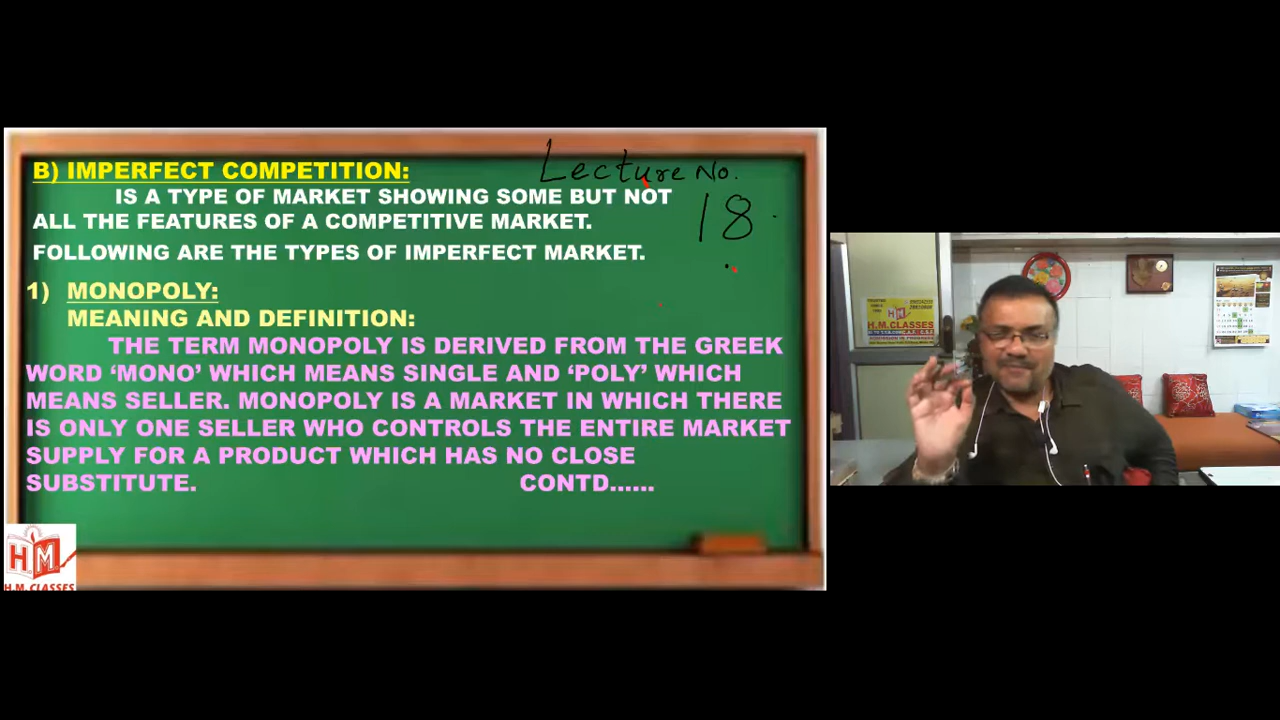 B) IMPERFECT COMPETITION:
Lecture No.
18
IS A TYPE OF MARKET SHOWING SOME BUT NOT
ALL THE FEATURES OF A COMPETITIVE MARKET.
FOLLOWING ARE THE TYPES OF IMPERFECT MARKET.
1) MONOPOLY:
MEANING AND DEFINITION:
THE TERM MONOPOLY IS DERIVED FROM THE GREEK
WORD ‘MONO’ WHICH MEANS SINGLE AND ‘POLY’ WHICH
MEANS SELLER. MONOPOLY IS A MARKET IN WHICH THERE
IS ONLY ONE SELLER WHO CONTROLS THE ENTIRE MARKET
SUPPLY FOR A PRODUCT WHICH HAS NO CLOSE
SUBSTITUTE. CONTD......
HM
H.M. CLASSES
HM
H.M.CLASSES